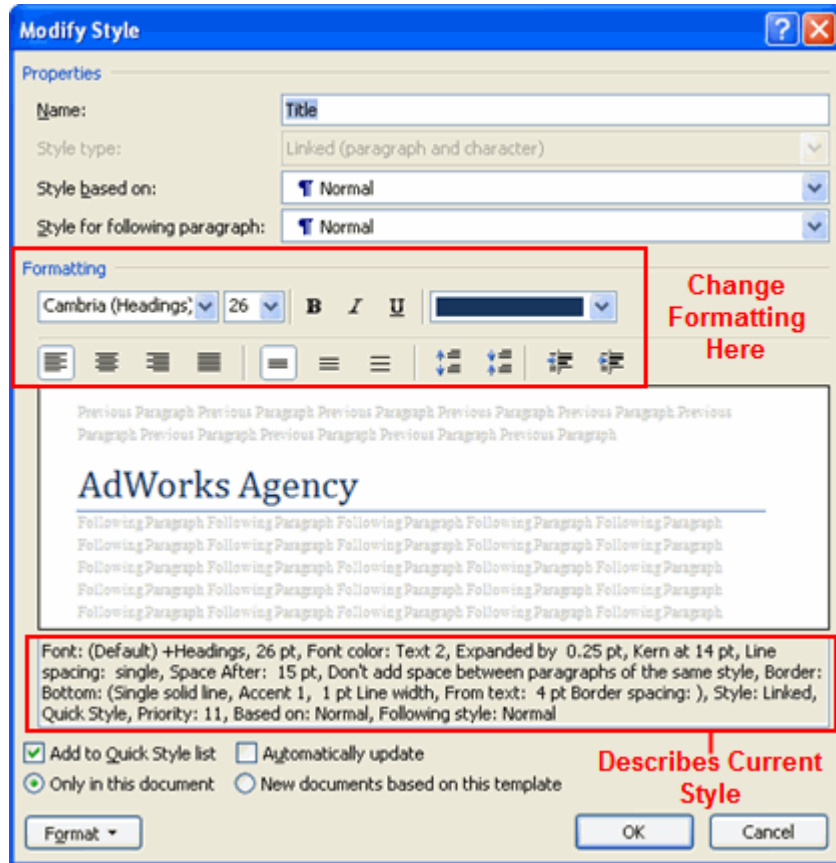 Modify Style
Properties
Name: Title
Style type: Linked (paragraph and character)
Style based on: ¶ Normal
Style for following paragraph: ¶ Normal
Formatting
Cambria (Headings) 26 B I U
Change
Formatting
Here
Previous Paragraph Previous Paragraph Previous Paragraph Previous Paragraph Previous Paragraph Previous
Paragraph Previous Paragraph Previous Paragraph Previous Paragraph Previous Paragraph
AdWorks Agency
Following Paragraph Following Paragraph Following Paragraph Following Paragraph Following Paragraph
Following Paragraph Following Paragraph Following Paragraph Following Paragraph Following Paragraph
Following Paragraph Following Paragraph Following Paragraph Following Paragraph Following Paragraph
Following Paragraph Following Paragraph Following Paragraph Following Paragraph Following Paragraph
Following Paragraph Following Paragraph Following Paragraph Following Paragraph Following Paragraph
Font: (Default) +Headings, 26 pt, Font color: Text 2, Expanded by 0.25 pt, Kern at 14 pt, Line
spacing: single, Space After: 15 pt, Don't add space between paragraphs of the same style, Border:
Bottom: (Single solid line, Accent 1, 1 pt Line width, From text: 4 pt Border spacing: ), Style: Linked,
Quick Style, Priority: 11, Based on: Normal, Following style: Normal
Add to Quick Style list Automatically update
Only in this document New documents based on this template
Describes Current
Style
Format OK Cancel